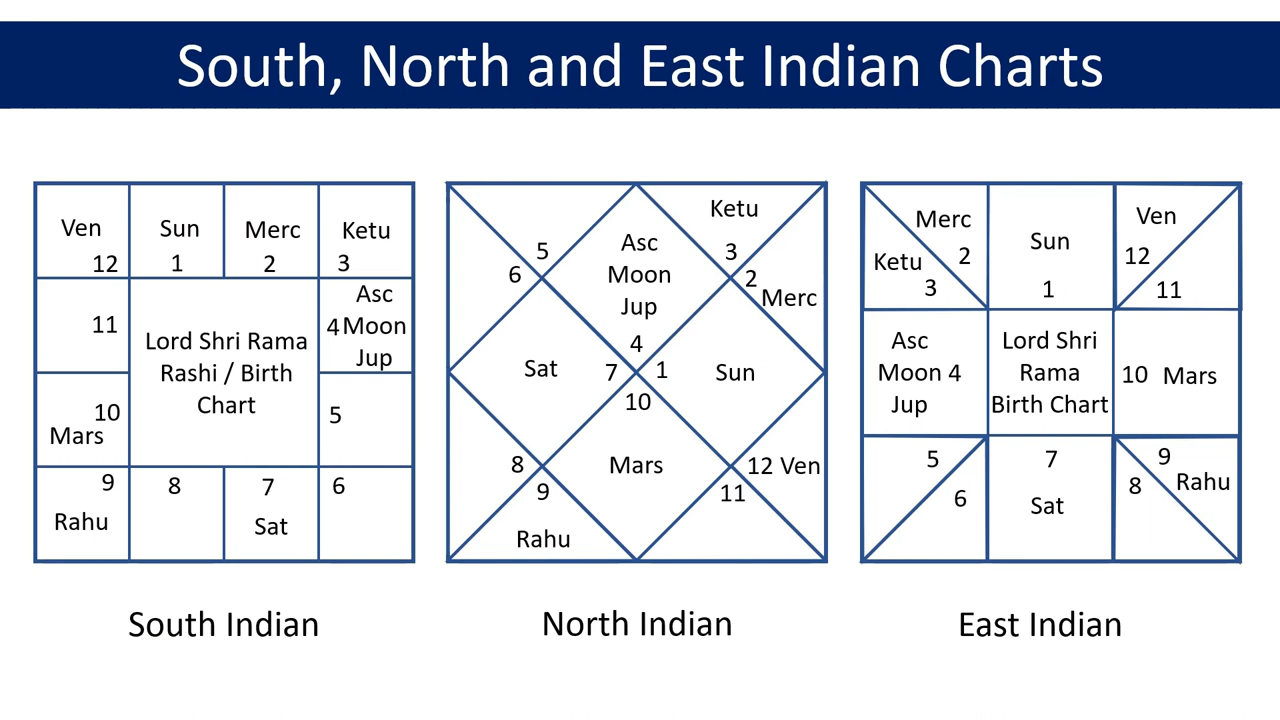 South, North and East Indian Charts
Ven
12
Sun
1
Merc
2
Ketu
3
11
Lord Shri Rama
Rashi / Birth
Chart
Asc
4 Moon
Jup
10
Mars
5
9
Rahu
8
7
Sat
6
South Indian
5
6
Asc
Moon
Jup
4
Ketu
3
2
Merc
Sat
7
1
Sun
10
Mars
8
9
Rahu
12 Ven
11
North Indian
Merc
2
Ketu
3
Sun
1
Ven
12
11
Asc
Moon 4
Jup
Lord Shri
Rama
Birth Chart
10 Mars
5
6
7
Sat
9
Rahu
8
East Indian